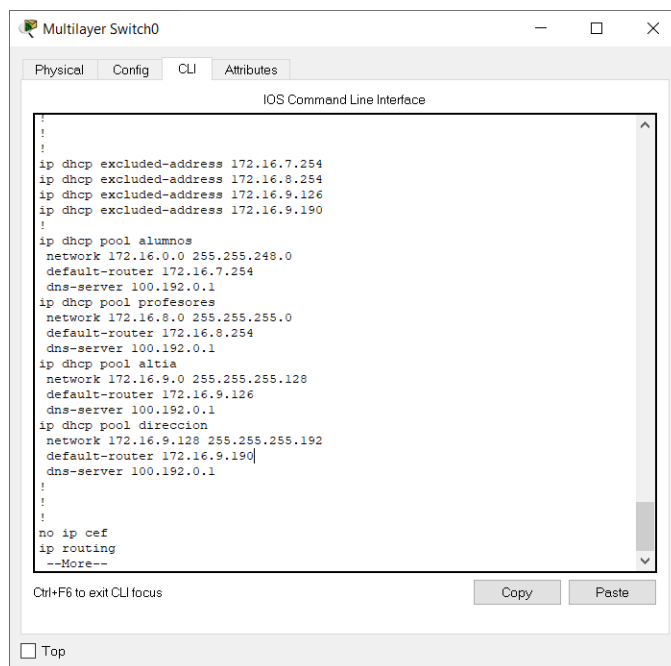 Multilayer Switch0
Physical Config CLI Attributes
IOS Command Line Interface
!
!
!
ip dhcp excluded-address 172.16.7.254
ip dhcp excluded-address 172.16.8.254
ip dhcp excluded-address 172.16.9.126
ip dhcp excluded-address 172.16.9.190
!
ip dhcp pool alumnos
network 172.16.0.0 255.255.248.0
default-router 172.16.7.254
dns-server 100.192.0.1
ip dhcp pool profesores
network 172.16.8.0 255.255.255.0
default-router 172.16.8.254
dns-server 100.192.0.1
ip dhcp pool altia
network 172.16.9.0 255.255.255.128
default-router 172.16.9.126
dns-server 100.192.0.1
ip dhcp pool direccion
network 172.16.9.128 255.255.255.192
default-router 172.16.9.190
dns-server 100.192.0.1
!
!
!
no ip cef
ip routing
--More--
Ctrl+F6 to exit CLI focus
Copy Paste
Top